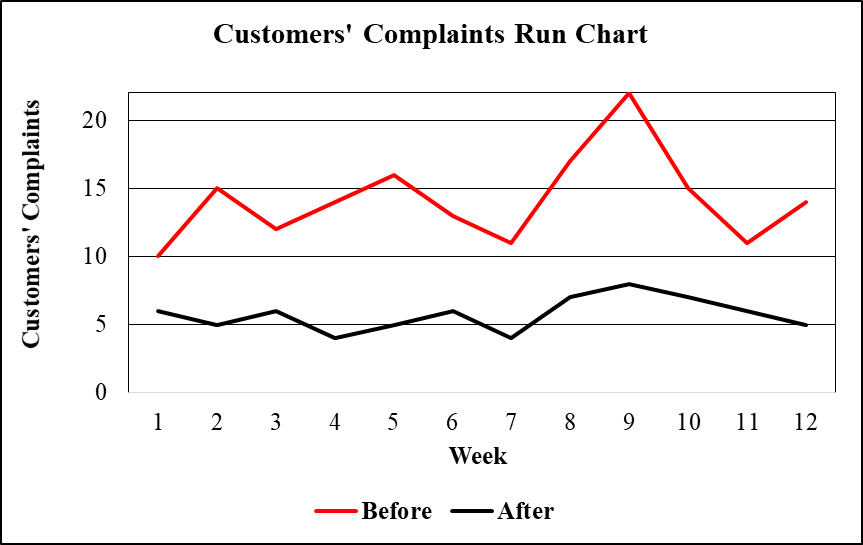 Customers' Complaints Run Chart
Customers' Complaints
20
15
10
5
0
1 2 3 4 5 6 7 8 9 10 11 12
Week
Before After